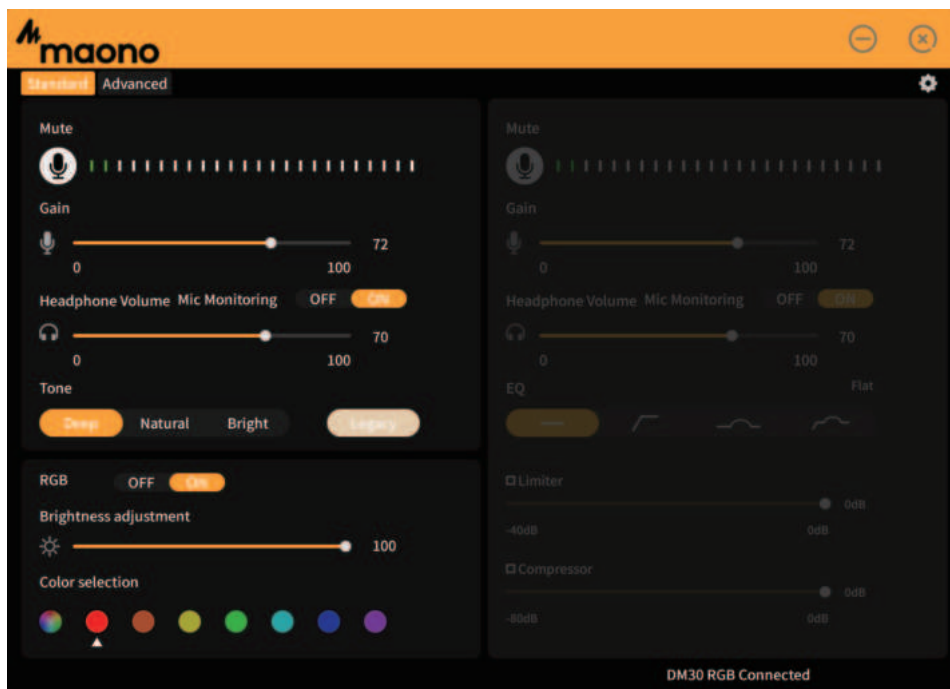 maono
Standard Advanced
Mute
Gain
72
0 100
Headphone Volume Mic Monitoring OFF ON
70
0 100
Tone
Deep Natural Bright Legacy
RGB OFF ON
Brightness adjustment
100
Color selection
Mute
Gain
72
0 100
Headphone Volume Mic Monitoring OFF ON
70
0 100
EQ Flat
Limiter
0dB
-40dB 0dB
Compressor
0dB
-80dB 0dB
DM30 RGB Connected